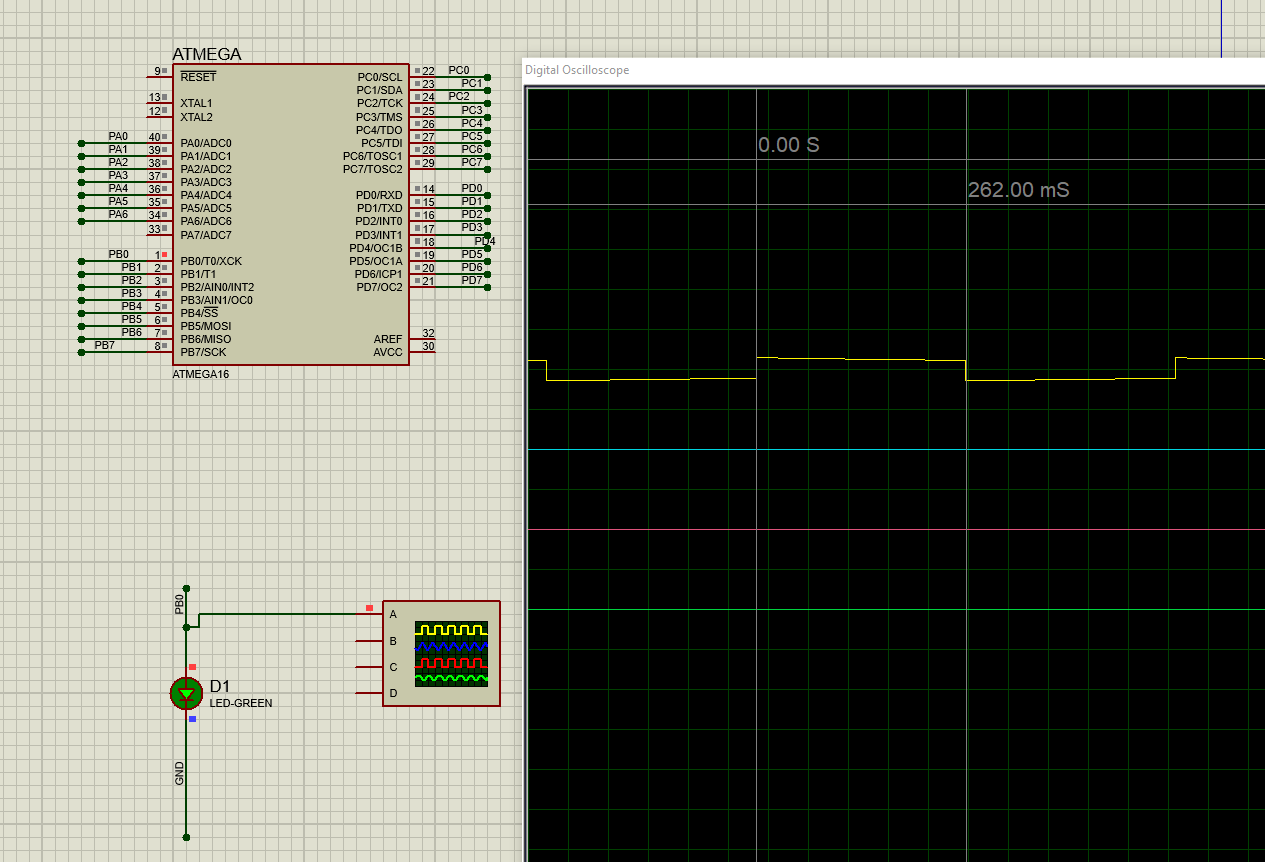 ATMEGA
Digital Oscilloscope
9 RESET PC0/SCL 22 PC0
PC1/SDA 23 PC1
13 XTAL1 PC2/TCK 24 PC2
12 XTAL2 PC3/TMS 25 PC3
PC4/TDO 26 PC4
PA0 40 PA0/ADC0 PC5/TDI 27 PC5
PA1 39 PA1/ADC1 PC6/TOSC1 28 PC6
PA2 38 PA2/ADC2 PC7/TOSC2 29 PC7
PA3 37 PA3/ADC3
PA4 36 PA4/ADC4 PD0/RXD 14 PD0
PA5 35 PA5/ADC5 PD1/TXD 15 PD1
PA6 34 PA6/ADC6 PD2/INT0 16 PD2
33 PA7/ADC7 PD3/INT1 17 PD3
PD4/OC1B 18 PD4
PB0 1 PB0/T0/XCK PD5/OC1A 19 PD5
PB1 2 PB1/T1 PD6/ICP1 20 PD6
PB2 3 PB2/AIN0/INT2 PD7/OC2 21 PD7
PB3 4 PB3/AIN1/OC0
PB4 5 PB4/SS
PB5 6 PB5/MOSI
PB6 7 PB6/MISO AREF 32
PB7 8 PB7/SCK AVCC 30
ATMEGA16
0.00 S
262.00 mS
PB0
A
B
C
D
D1
LED-GREEN
GND